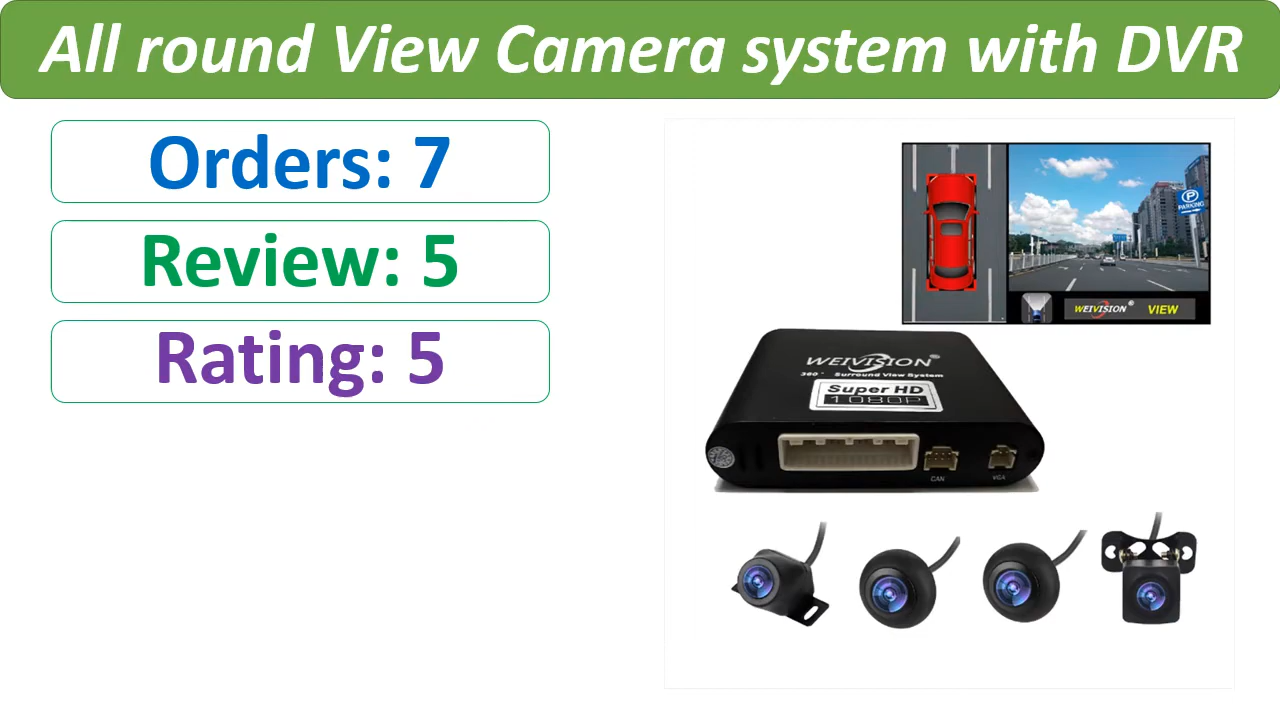 All round View Camera system with DVR
Orders: 7
Review: 5
Rating: 5
P
PARKING
WEIVISION® VIEW
WEIVISION®
360° Surround View System
Super HD
1080P
CAN
VGA